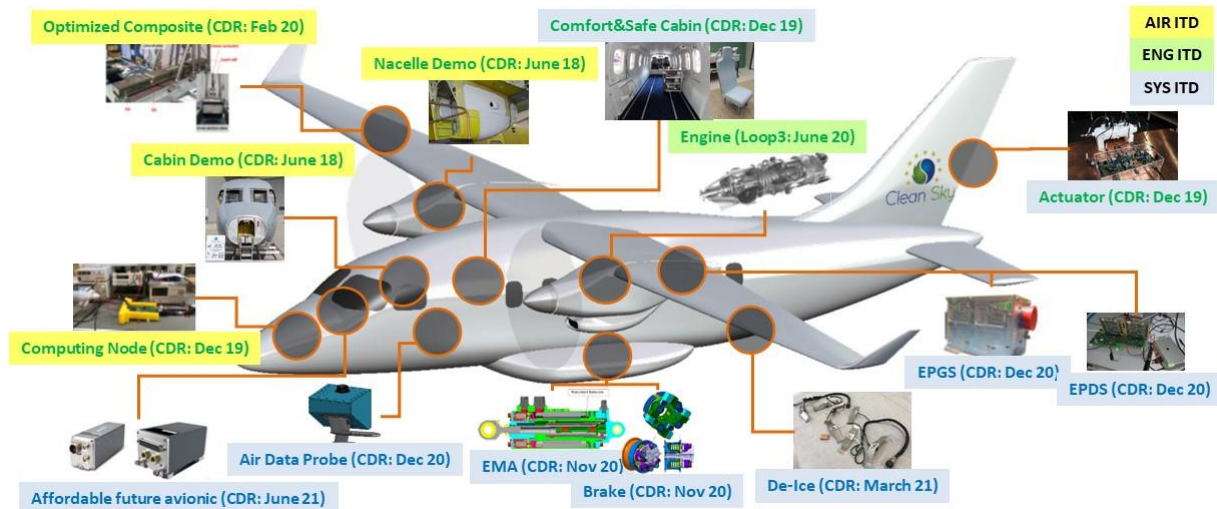 Optimized Composite (CDR: Feb 20)
Comfort&Safe Cabin (CDR: Dec 19)
AIR ITD
ENG ITD
SYS ITD
Nacelle Demo (CDR: June 18)
Engine (Loop3: June 20)
Cabin Demo (CDR: June 18)
Clean Sky
Actuator (CDR: Dec 19)
Computing Node (CDR: Dec 19)
EPGS (CDR: Dec 20)
EPDS (CDR: Dec 20)
Air Data Probe (CDR: Dec 20)
EMA (CDR: Nov 20)
De-Ice (CDR: March 21)
Affordable future avionic (CDR: June 21)
Brake (CDR: Nov 20)